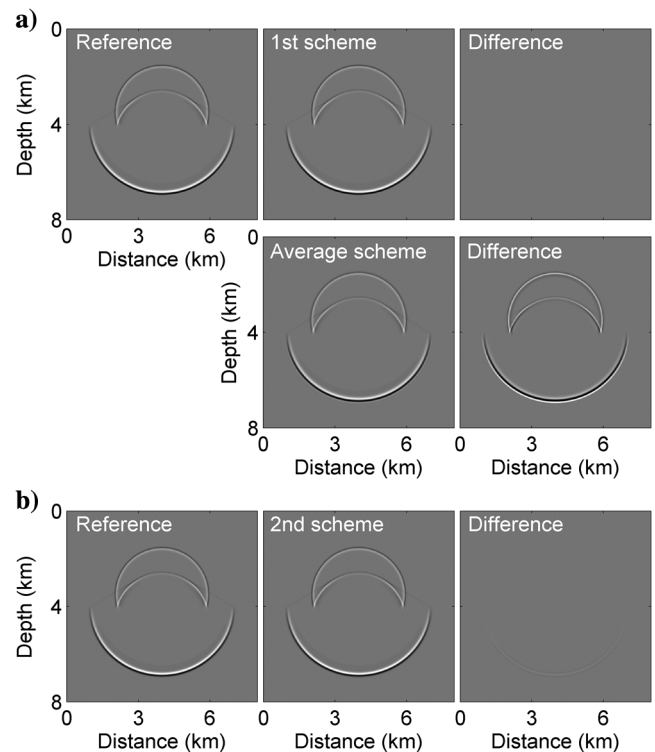 a)
0
Reference
1st scheme
Difference
Depth (km)
4
8
0 3 6
Distance (km)
0
Average scheme
Difference
Depth (km)
4
8
0 3 6 0 3 6
Distance (km) Distance (km)
b)
0
Reference
2nd scheme
Difference
Depth (km)
4
8
0 3 6 0 3 6 0 3 6
Distance (km) Distance (km) Distance (km)